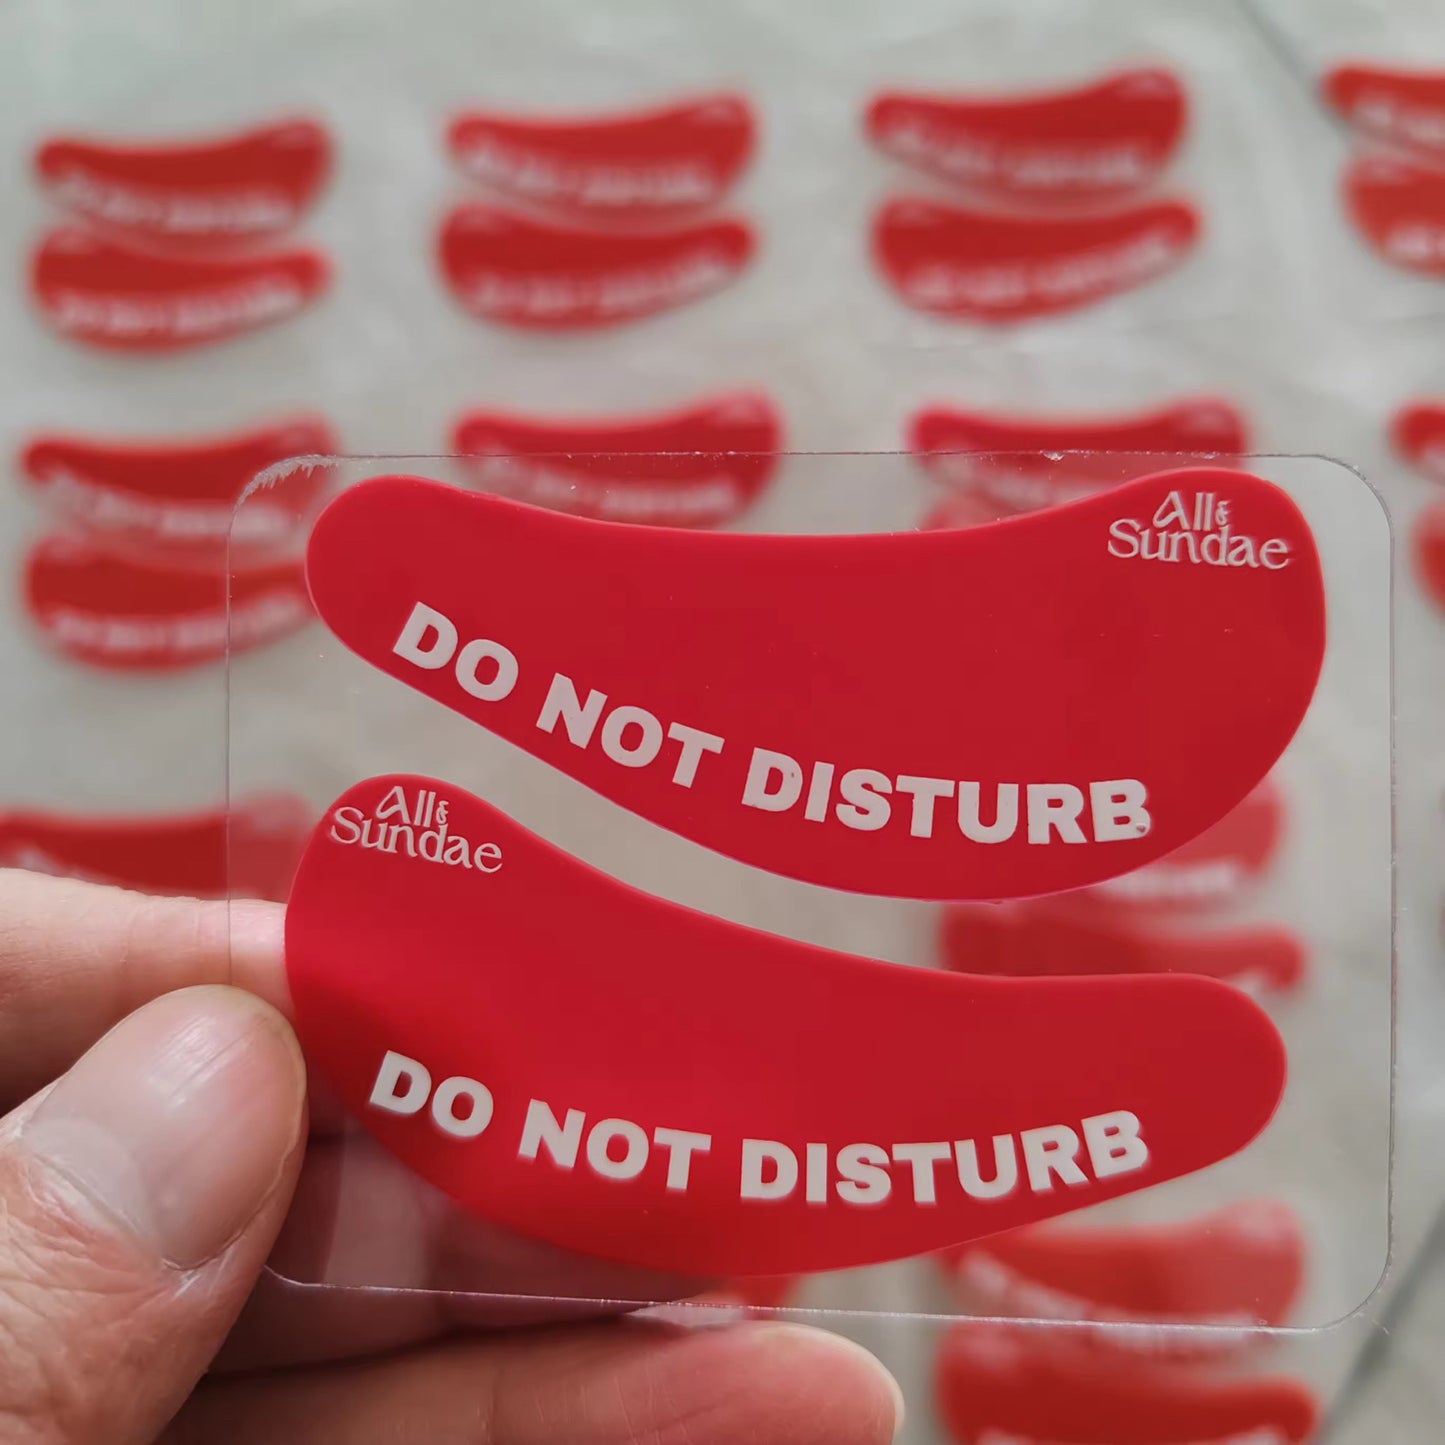 All &
Sundae
DO NOT DISTURB
All &
Sundae
DO NOT DISTURB